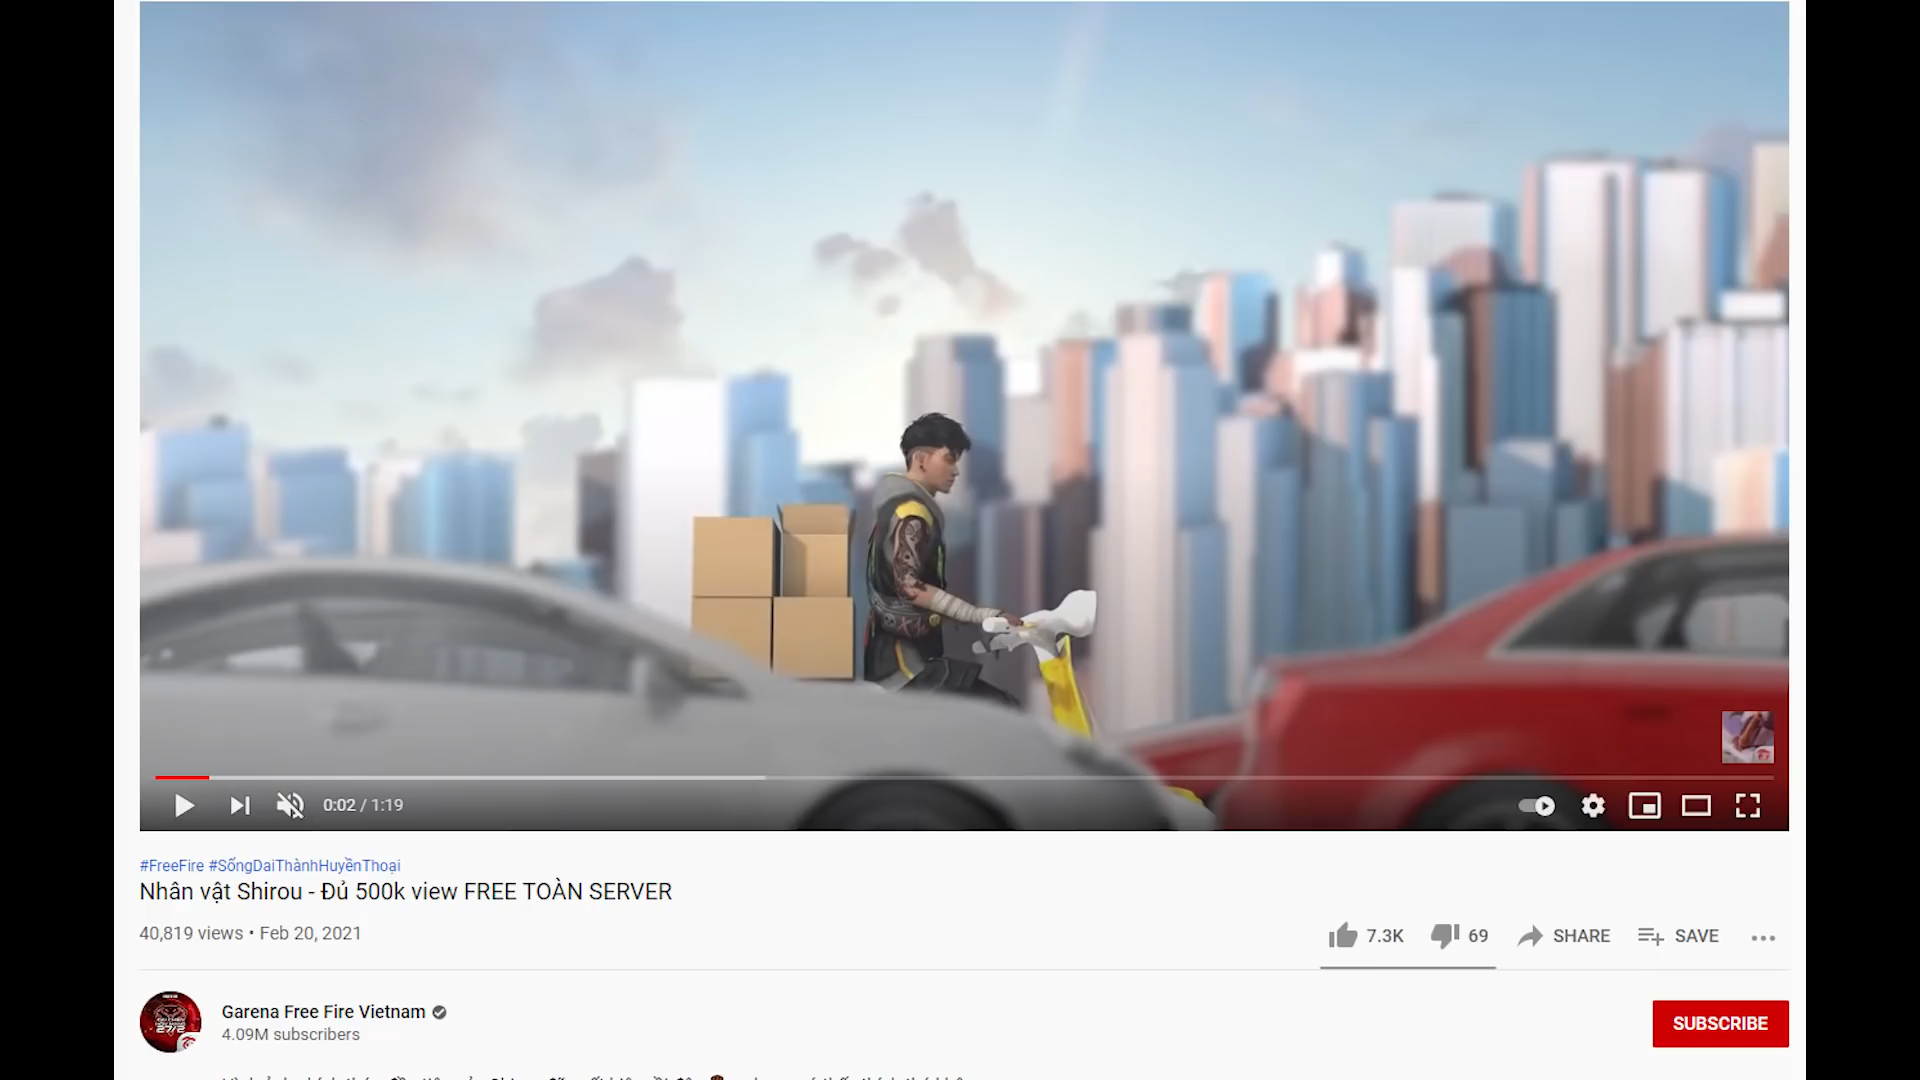 0:02 / 1:19
#FreeFire #SốngDaiThànhHuyềnThoại
Nhân vật Shirou - Đủ 500k view FREE TOÀN SERVER
40,819 views • Feb 20, 2021
7.3K 69 SHARE SAVE
Garena Free Fire Vietnam
4.09M subscribers
SUBSCRIBE